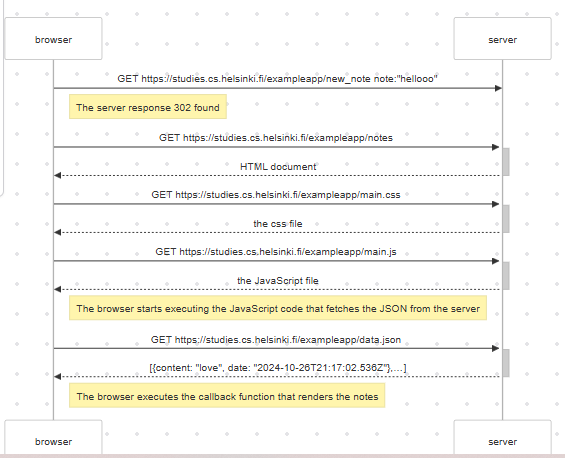 browser
server
GET https://studies.cs.helsinki.fi/exampleapp/new_note note:"hellooo"
The server response 302 found
GET https://studies.cs.helsinki.fi/exampleapp/notes
HTML document
GET https://studies.cs.helsinki.fi/exampleapp/main.css
the css file
GET https://studies.cs.helsinki.fi/exampleapp/main.js
the JavaScript file
The browser starts executing the JavaScript code that fetches the JSON from the server
GET https://studies.cs.helsinki.fi/exampleapp/data.json
[{content: "love", date: "2024-10-26T21:17:02.536Z"},...]
The browser executes the callback function that renders the notes
browser
server